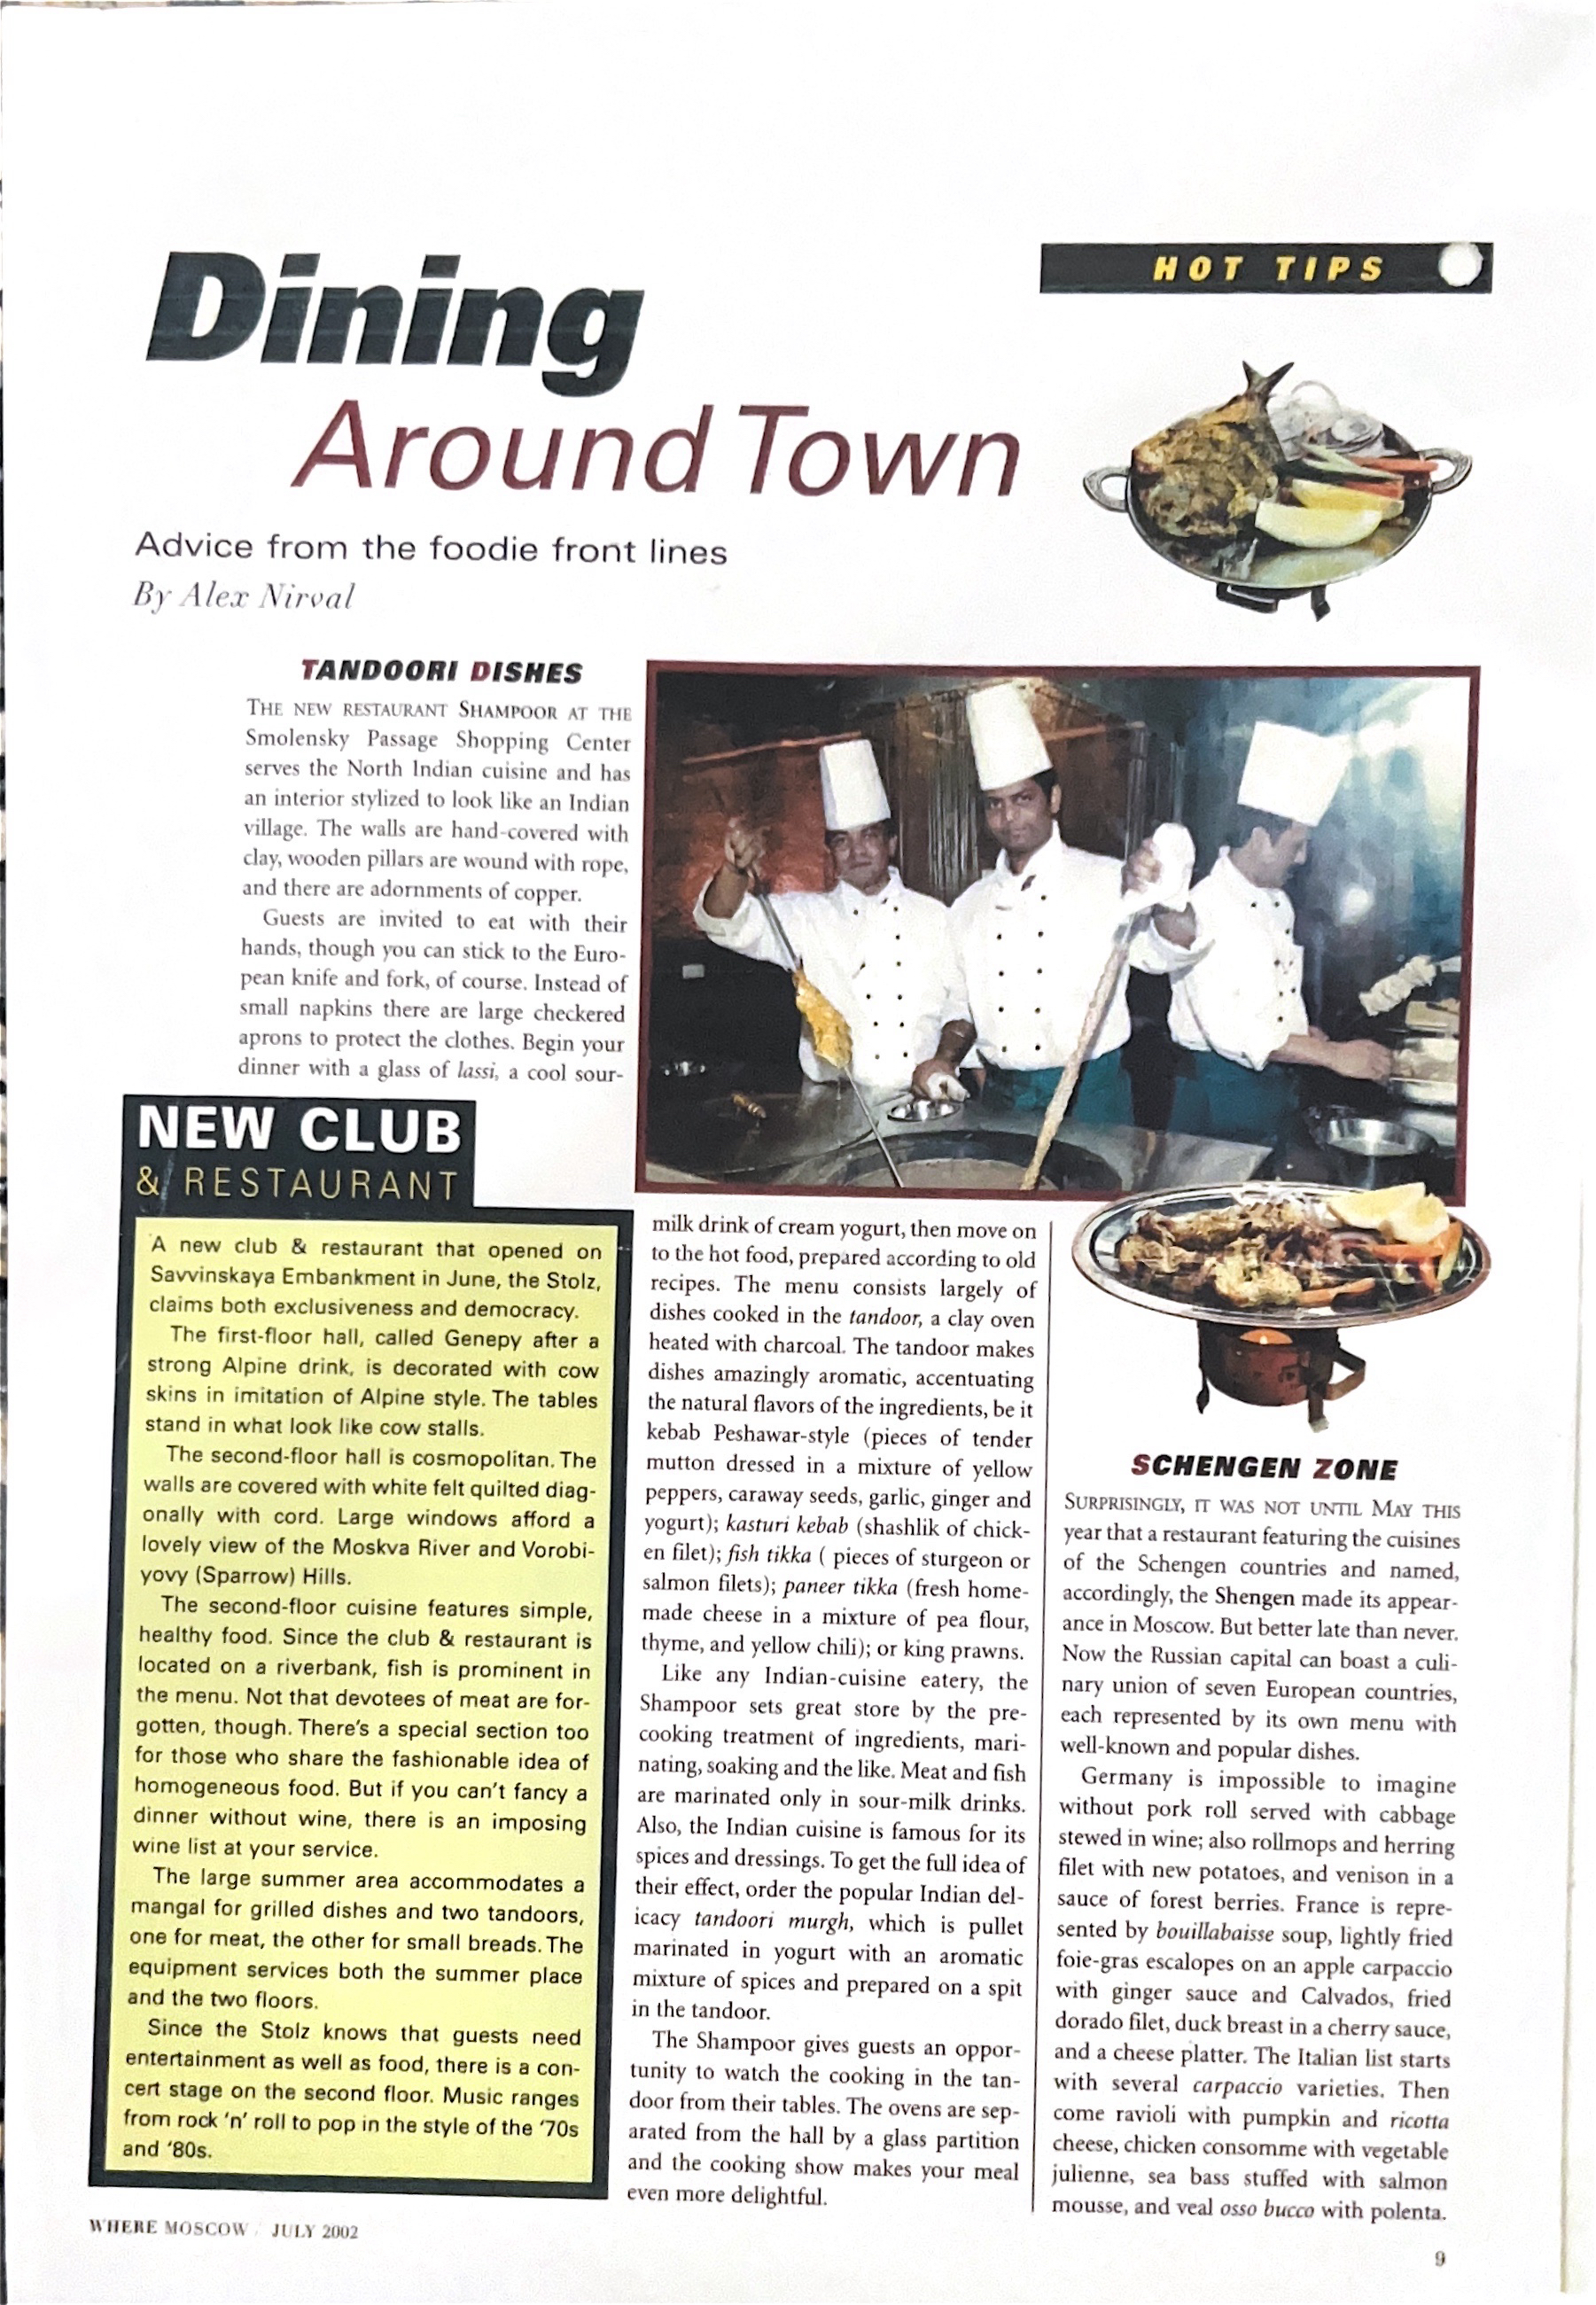 HOT TIPS
Dining
Around Town
Advice from the foodie front lines
By Alex Nirval
TANDOORI DISHES
THE NEW RESTAURANT SHAMPOOR AT THE
Smolensky Passage Shopping Center
serves the North Indian cuisine and has
an interior stylized to look like an Indian
village. The walls are hand-covered with
clay, wooden pillars are wound with rope,
and there are adornments of copper.
Guests are invited to eat with their
hands, though you can stick to the Euro-
pean knife and fork, of course. Instead of
small napkins there are large checkered
aprons to protect the clothes. Begin your
dinner with a glass of lassi, a cool sour-
milk drink of cream yogurt, then move on
to the hot food, prepared according to old
recipes. The menu consists largely of
dishes cooked in the tandoor, a clay oven
heated with charcoal. The tandoor makes
dishes amazingly aromatic, accentuating
the natural flavors of the ingredients, be it
kebab Peshawar-style (pieces of tender
mutton dressed in a mixture of yellow
peppers, caraway seeds, garlic, ginger and
yogurt); kasturi kebab (shashlik of chick-
en filet); fish tikka ( pieces of sturgeon or
salmon filets); paneer tikka (fresh home-
made cheese in a mixture of pea flour,
thyme, and yellow chili); or king prawns.
Like any Indian-cuisine eatery, the
Shampoor sets great store by the pre-
cooking treatment of ingredients, mari-
nating, soaking and the like. Meat and fish
are marinated only in sour-milk drinks.
Also, the Indian cuisine is famous for its
spices and dressings. To get the full idea of
their effect, order the popular Indian del-
icacy tandoori murgh, which is pullet
marinated in yogurt with an aromatic
mixture of spices and prepared on a spit
in the tandoor.
The Shampoor gives guests an oppor-
tunity to watch the cooking in the tan-
door from their tables. The ovens are sep-
arated from the hall by a glass partition
and the cooking show makes your meal
even more delightful.
NEW CLUB
& RESTAURANT
A new club & restaurant that opened on
Savvinskaya Embankment in June, the Stolz,
claims both exclusiveness and democracy.
The first-floor hall, called Genepy after a
strong Alpine drink, is decorated with cow
skins in imitation of Alpine style. The tables
stand in what look like cow stalls.
The second-floor hall is cosmopolitan. The
walls are covered with white felt quilted diag-
onally with cord. Large windows afford a
lovely view of the Moskva River and Vorobi-
yovy (Sparrow) Hills.
The second-floor cuisine features simple,
healthy food. Since the club & restaurant is
located on a riverbank, fish is prominent in
the menu. Not that devotees of meat are for-
gotten, though. There's a special section too
for those who share the fashionable idea of
homogeneous food. But if you can't fancy a
dinner without wine, there is an imposing
wine list at your service.
The large summer area accommodates a
mangal for grilled dishes and two tandoors,
one for meat, the other for small breads. The
equipment services both the summer place
and the two floors.
Since the Stolz knows that guests need
entertainment as well as food, there is a con-
cert stage on the second floor. Music ranges
from rock 'n' roll to pop in the style of the '70s
and '80s.
SCHENGEN ZONE
SURPRISINGLY, IT WAS NOT UNTIL MAY THIS
year that a restaurant featuring the cuisines
of the Schengen countries and named,
accordingly, the Shengen made its appear-
ance in Moscow. But better late than never.
Now the Russian capital can boast a culi-
nary union of seven European countries,
each represented by its own menu with
well-known and popular dishes.
Germany is impossible to imagine
without pork roll served with cabbage
stewed in wine; also rollmops and herring
filet with new potatoes, and venison in a
sauce of forest berries. France is repre-
sented by bouillabaisse soup, lightly fried
foie-gras escalopes on an apple carpaccio
with ginger sauce and Calvados, fried
dorado filet, duck breast in a cherry sauce,
and a cheese platter. The Italian list starts
with several carpaccio varieties. Then
come ravioli with pumpkin and ricotta
cheese, chicken consomme with vegetable
julienne, sea bass stuffed with salmon
mousse, and veal osso bucco with polenta.
WHERE MOSCOW / JULY 2002
9